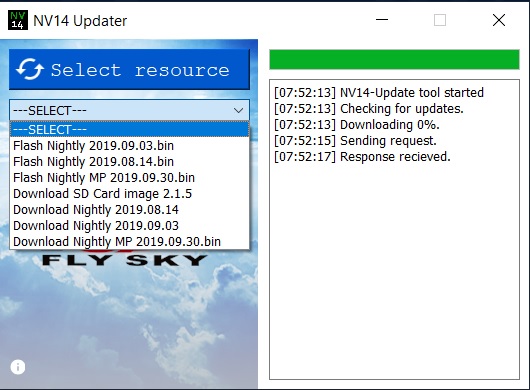 NV
14
NV14 Updater
Select resource
---SELECT---
---SELECT---
Flash Nightly 2019.09.03.bin
Flash Nightly 2019.08.14.bin
Flash Nightly MP 2019.09.30.bin
Download SD Card image 2.1.5
Download Nightly 2019.08.14
Download Nightly 2019.09.03
Download Nightly MP 2019.09.30.bin
FLY SKY
[07:52:13] NV14-Update tool started
[07:52:13] Checking for updates.
[07:52:13] Downloading 0%.
[07:52:15] Sending request.
[07:52:17] Response recieved.